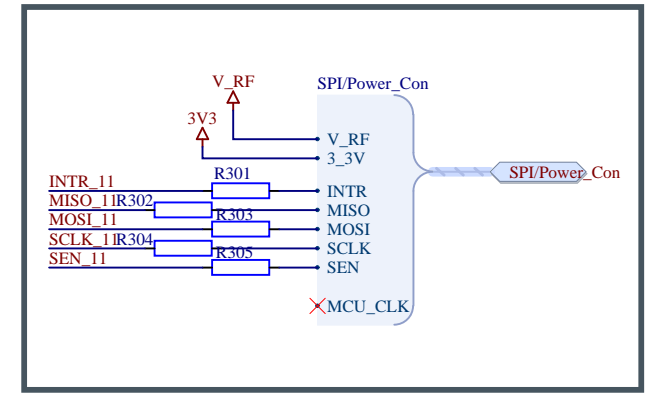 V_RF
SPI/Power_Con
3V3
V_RF
3_3V
SPI/Power_Con
INTR_11
R301
INTR
MISO_11
R302
MISO
MOSI_11
R303
MOSI
SCLK_11
R304
SCLK
SEN_11
R305
SEN
MCU_CLK